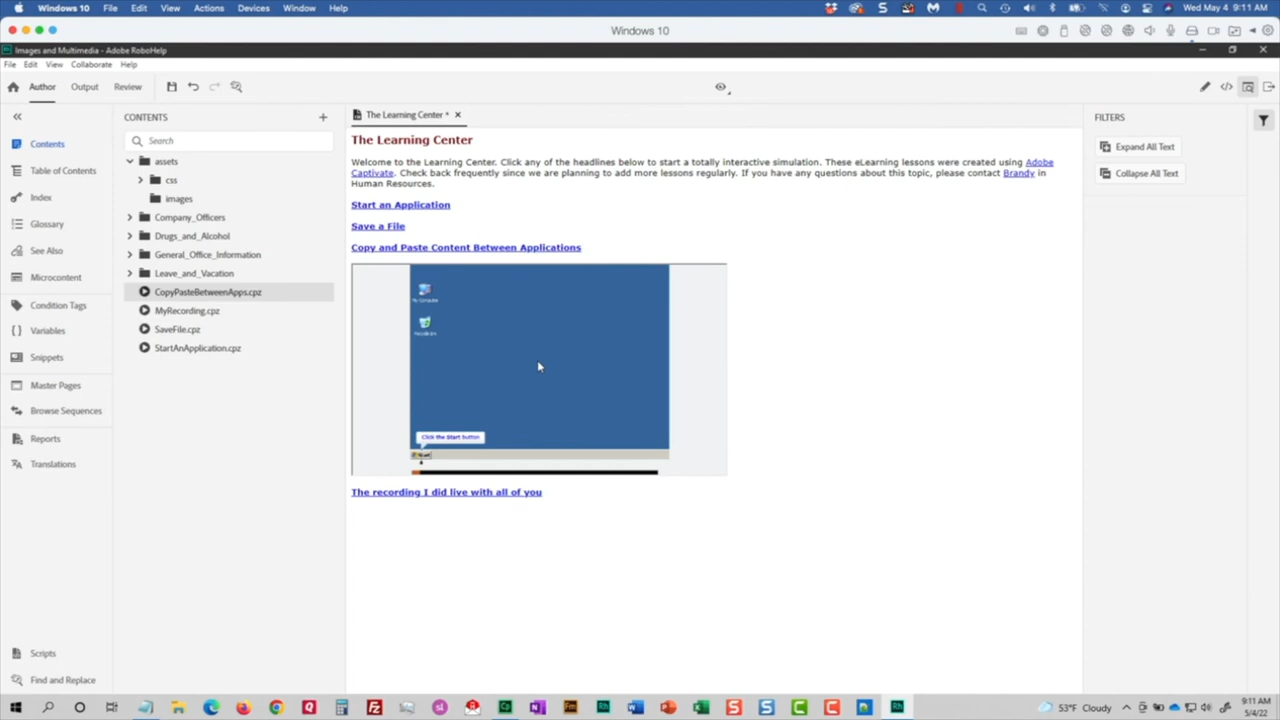 Windows 10 File Edit View Actions Devices Window Help
Wed May 4 9:11 AM
Windows 10
Images and Multimedia - Adobe RoboHelp
File Edit View Collaborate Help
Author Output Review
CONTENTS
Search
Contents
Table of Contents
Index
Glossary
See Also
Microcontent
Condition Tags
Variables
Snippets
Master Pages
Browse Sequences
Reports
Translations
Scripts
Find and Replace
assets
css
images
Company_Officers
Drugs_and_Alcohol
General_Office_Information
Leave_and_Vacation
CopyPasteBetweenApps.cpz
MyRecording.cpz
SaveFile.cpz
StartAnApplication.cpz
The Learning Center *
The Learning Center
Welcome to the Learning Center. Click any of the headlines below to start a totally interactive simulation. These eLearning lessons were created using Adobe
Captivate. Check back frequently since we are planning to add more lessons regularly. If you have any questions about this topic, please contact Brandy in
Human Resources.
Start an Application
Save a File
Copy and Paste Content Between Applications
My Computer
Recycle Bin
Click the Start button
The recording I did live with all of you
FILTERS
Expand All Text
Collapse All Text
53°F Cloudy
9:11 AM
5/4/22